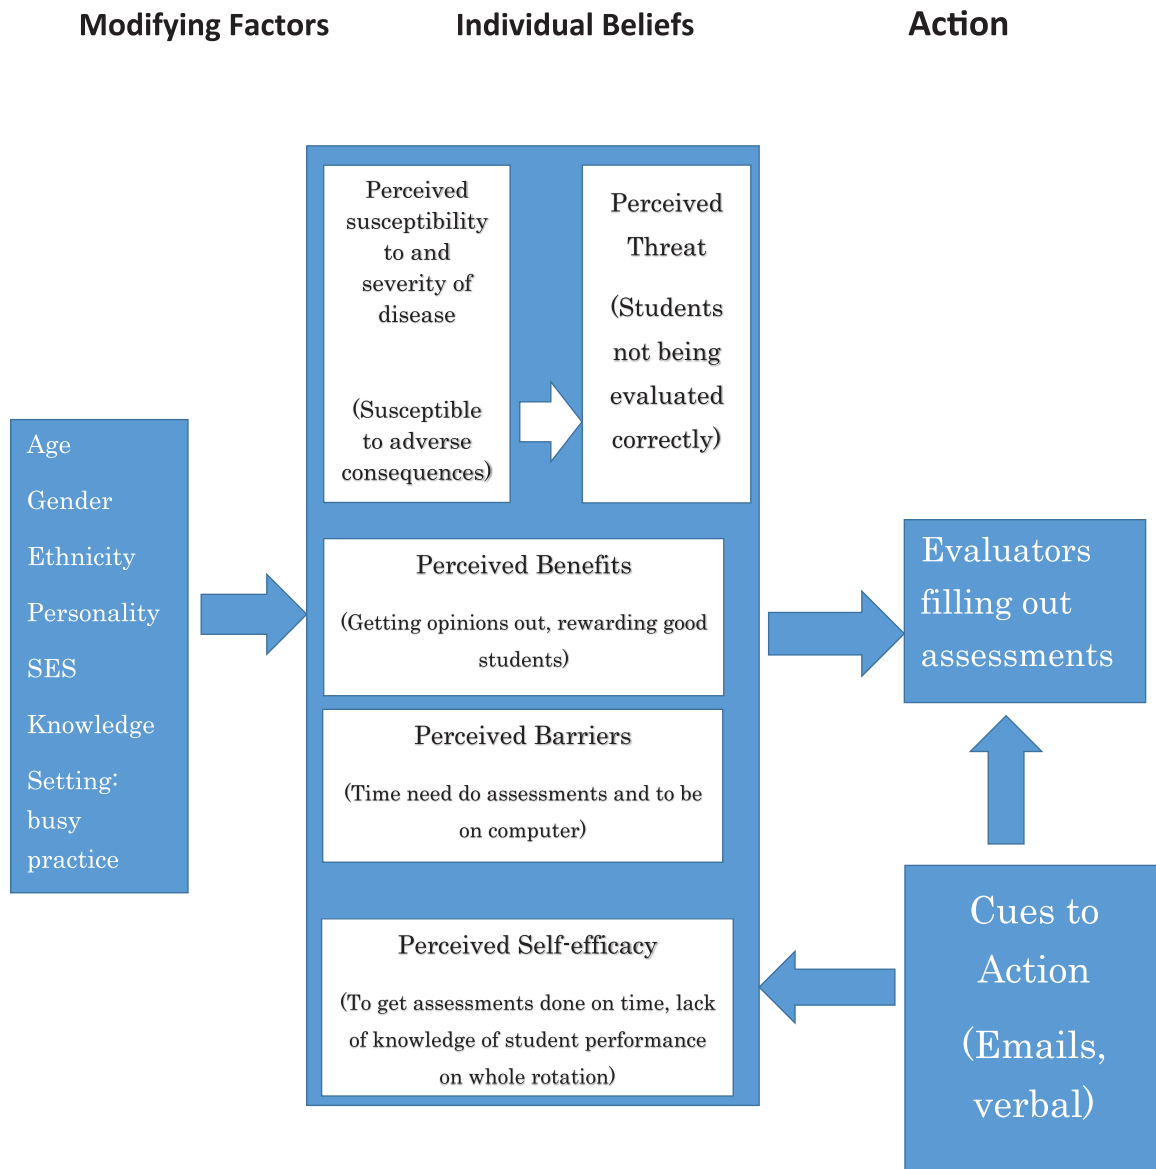 Modifying Factors
Individual Beliefs
Action
Age
Gender
Ethnicity
Personality
SES
Knowledge
Setting:
busy
practice
Perceived
susceptibility
to and
severity of
disease
(Susceptible
to adverse
consequences)
Perceived
Threat
(Students
not being
evaluated
correctly)
Perceived Benefits
(Getting opinions out, rewarding good
students)
Perceived Barriers
(Time need do assessments and to be
on computer)
Perceived Self-efficacy
(To get assessments done on time, lack
of knowledge of student performance
on whole rotation)
Evaluators
filling out
assessments
Cues to
Action
(Emails,
verbal)